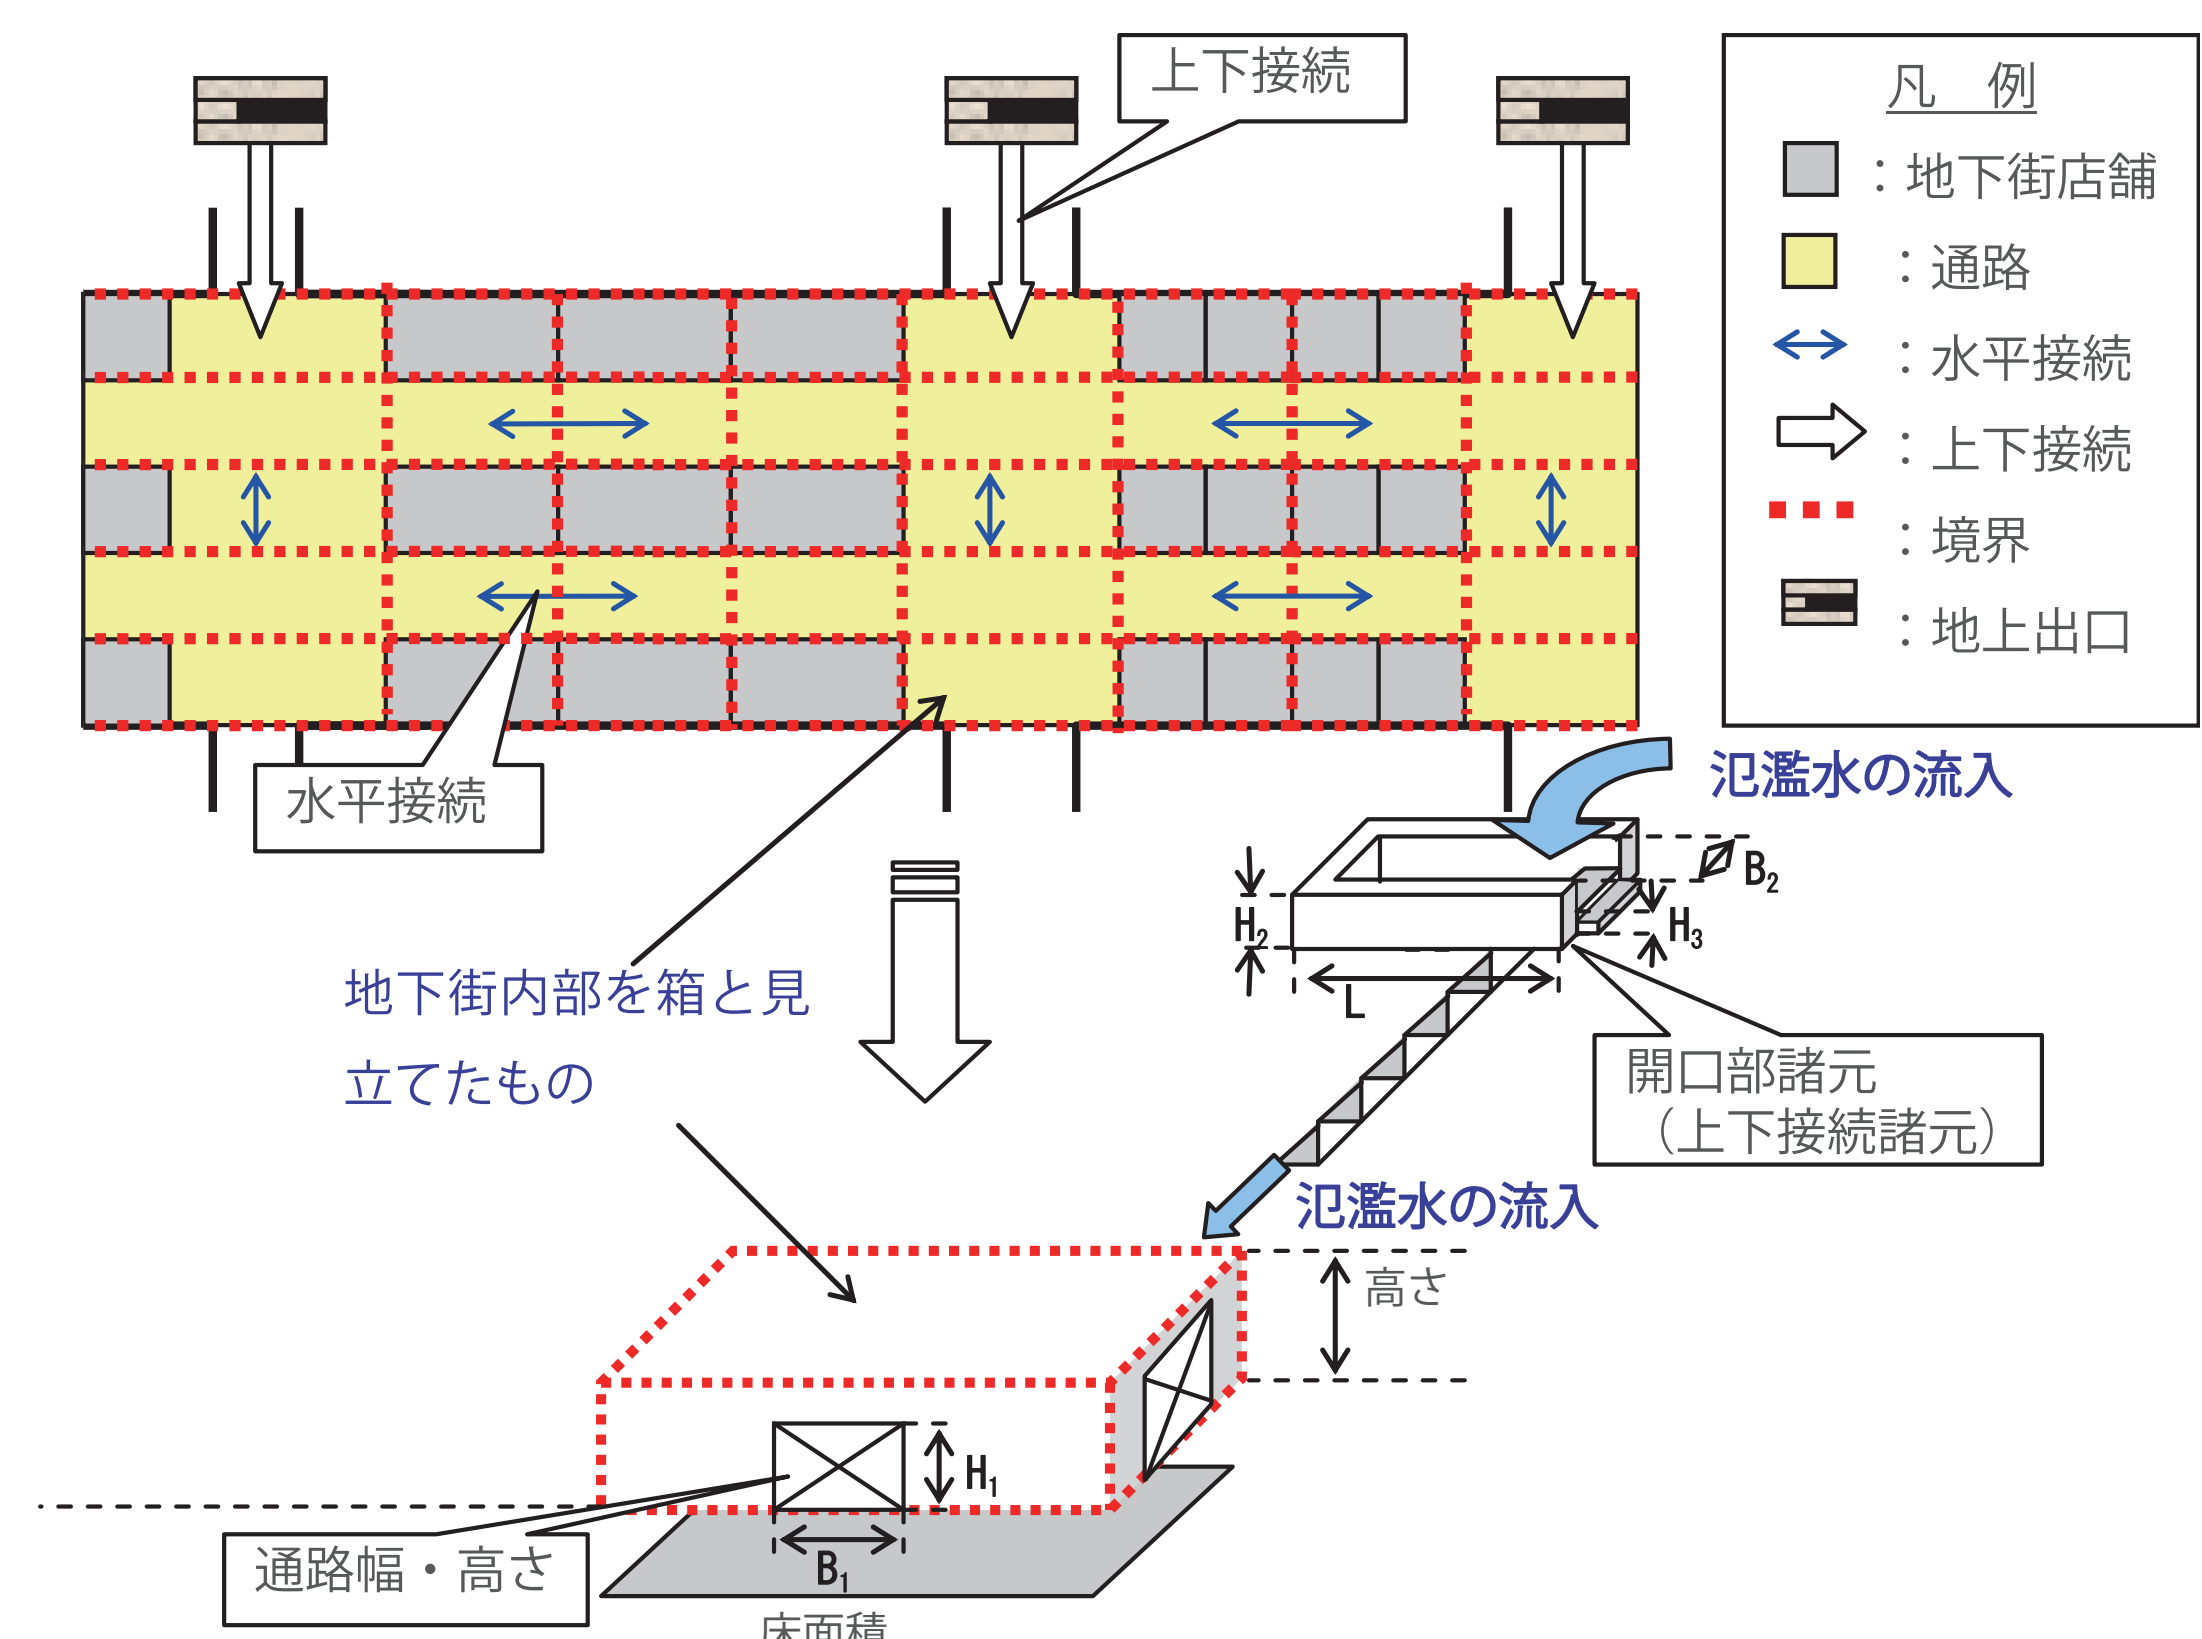 上下接続
凡　例
：地下街店舗
：通路
：水平接続
：上下接続
：境界
：地上出口
水平接続
氾濫水の流入
B2
H2
H3
L
地下街内部を箱と見
立てたもの
開口部諸元
（上下接続諸元）
氾濫水の流入
高さ
H1
通路幅・高さ
B1
床面積